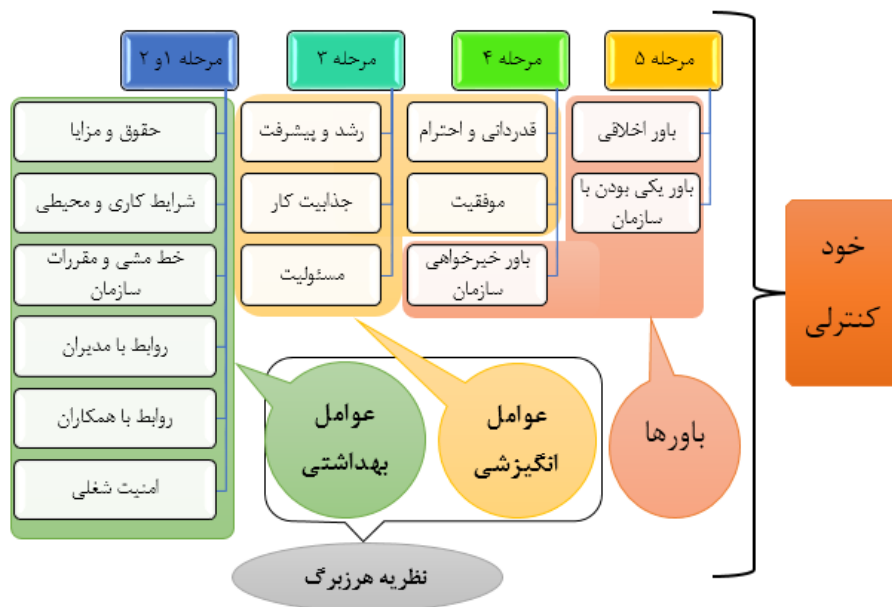 مرحله ۱و ۲
حقوق و مزایا
شرایط کاری و محیطی
خط مشی و مقررات
سازمان
روابط با مدیران
روابط با همکاران
امنیت شغلی
مرحله ۳
رشد و پیشرفت
جذابیت کار
مسئولیت
مرحله ۴
قدردانی و احترام
موفقیت
باور خیرخواهی
سازمان
مرحله ۵
باور اخلاقی
باور یکی بودن با
سازمان
خود
کنترلی
عوامل
بهداشتی
عوامل
انگیزشی
باورها
نظریه هرزبرگ